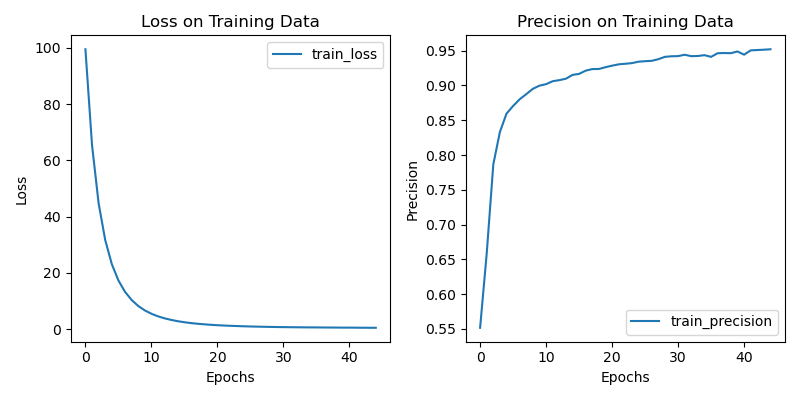 Loss on Training Data
Loss
100
80
60
40
20
0
train_loss
0 10 20 30 40
Epochs
Precision on Training Data
Precision
0.95
0.90
0.85
0.80
0.75
0.70
0.65
0.60
0.55
train_precision
0 10 20 30 40
Epochs